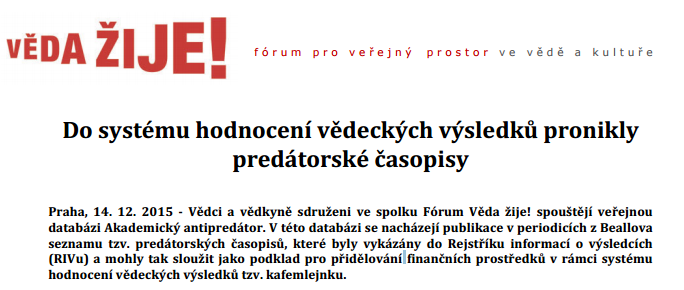 VĚDA ŽIJE! fórum pro veřejný prostor ve vědě a kultuře
Do systému hodnocení vědeckých výsledků pronikly
predátorské časopisy
Praha, 14. 12. 2015 - Vědci a vědkyně sdruženi ve spolku Fórum Věda žije! spouštějí veřejnou
databázi Akademický antipredátor. V této databázi se nacházejí publikace v periodicích z Beallova
seznamu tzv. predátorských časopisů, které byly vykázány do Rejstříku informací o výsledcích
(RIVu) a mohly tak sloužit jako podklad pro přidělování finančních prostředků v rámci systému
hodnocení vědeckých výsledků tzv. kafemlejnku.